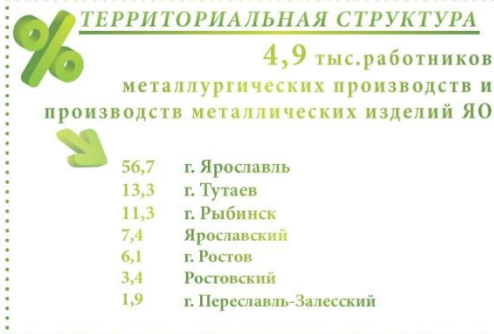 %
ТЕРРИТОРИАЛЬНАЯ СТРУКТУРА
4,9 тыс.работников
металлургических производств и
производств металлических изделий ЯО
56,7 г. Ярославль
13,3 г. Тутаев
11,3 г. Рыбинск
7,4 Ярославский
6,1 г. Ростов
3,4 Ростовский
1,9 г. Переславль-Залесский